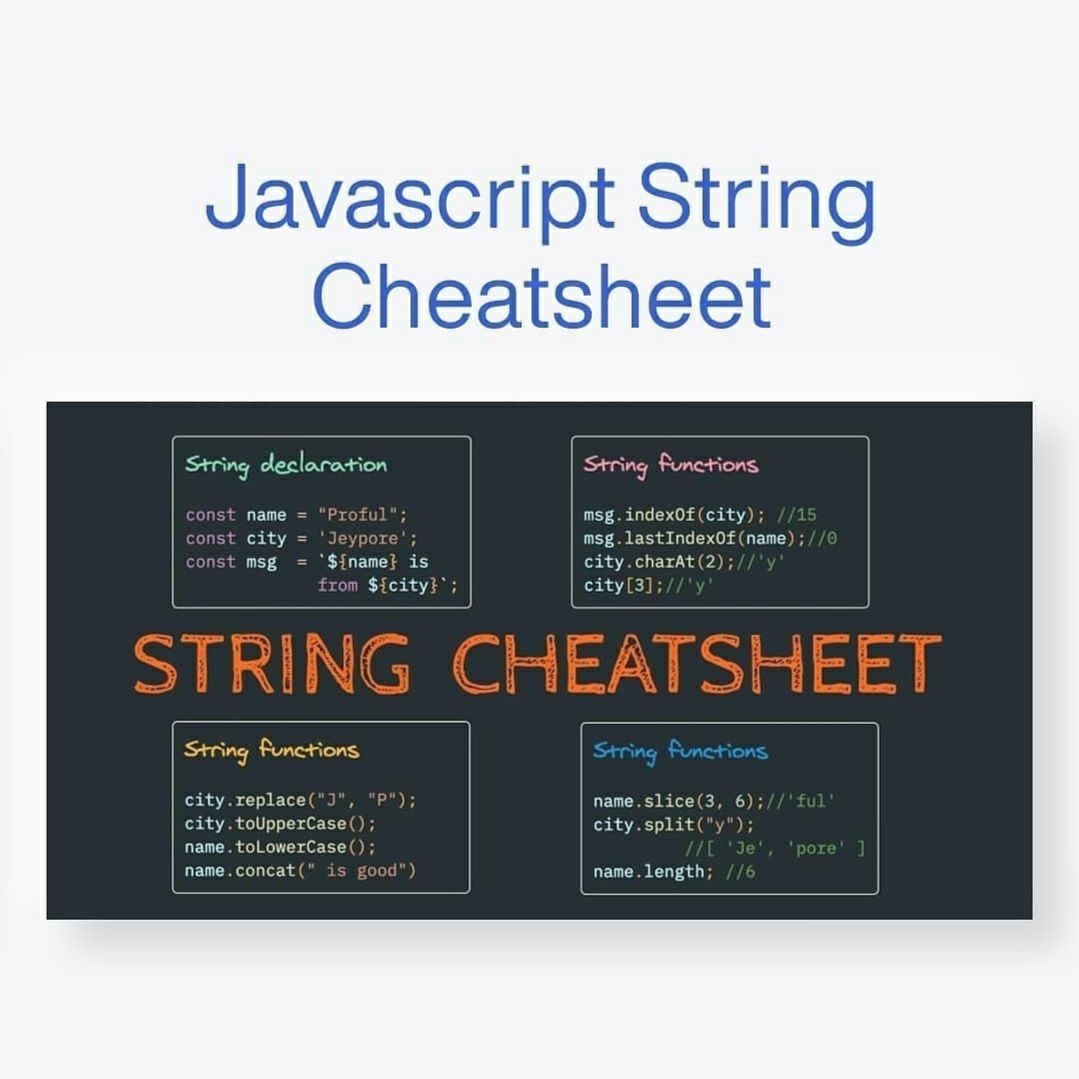 Javascript String
Cheatsheet
String declaration
const name = "Proful";
const city = 'Jeypore';
const msg  = `${name} is
from ${city}`;
String functions
msg.indexOf(city); //15
msg.lastIndexOf(name);//0
city.charAt(2);//'y'
city[3];//'y'
STRING CHEATSHEET
String functions
city.replace("J", "P");
city.toUpperCase();
name.toLowerCase();
name.concat(" is good")
String functions
name.slice(3, 6);//'ful'
city.split("y");
//[ 'Je', 'pore' ]
name.length; //6